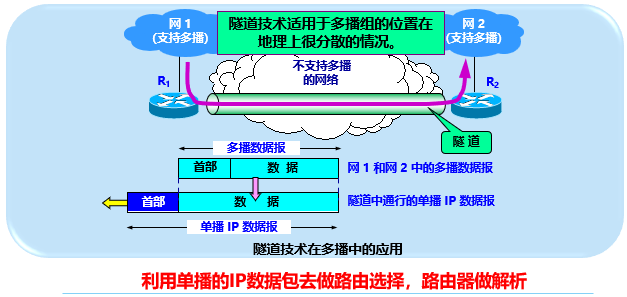 网 1
(支持多播)
隧道技术适用于多播组的位置在
地理上很分散的情况。
网 2
(支持多播)
不支持多播
的网络
R1
R2
隧 道
多播数据报
首部 数 据
网 1 和网 2 中的多播数据报
首部 数 据
隧道中通行的单播 IP 数据报
单播 IP 数据报
隧道技术在多播中的应用
利用单播的IP数据包去做路由选择，路由器做解析